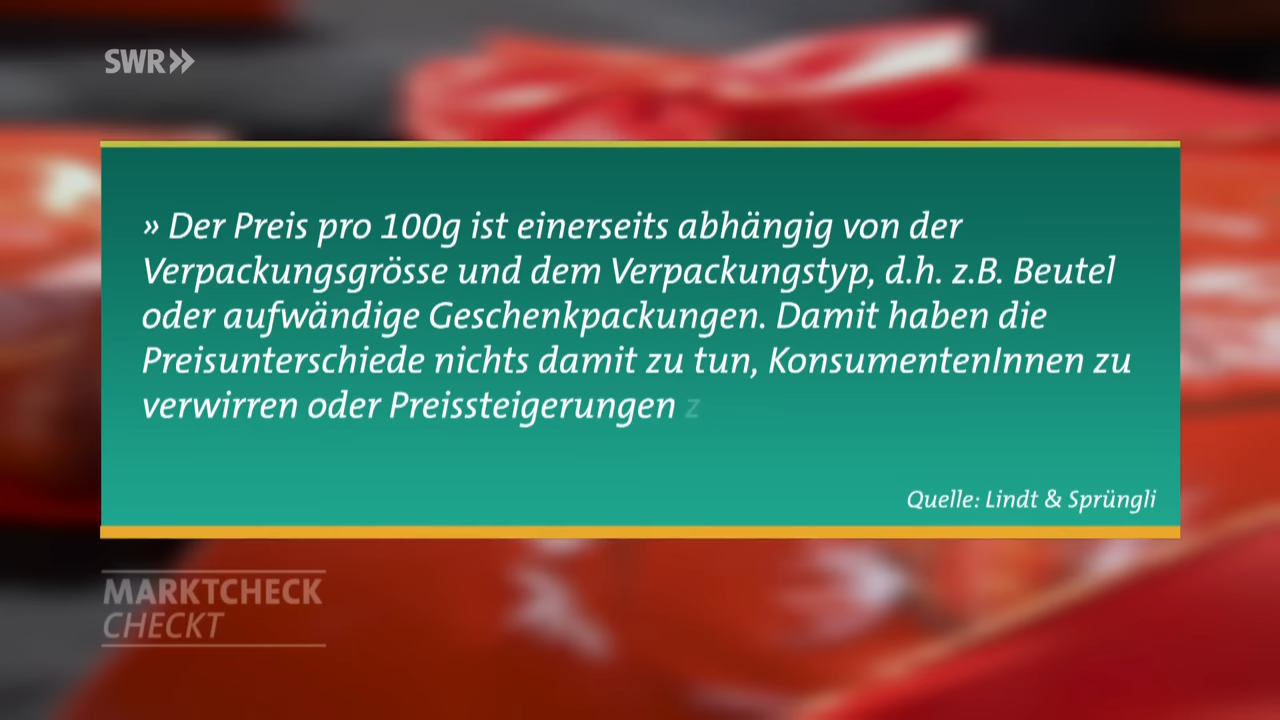 SWR»
» Der Preis pro 100g ist einerseits abhängig von der
Verpackungsgrösse und dem Verpackungstyp, d.h. z.B. Beutel
oder aufwändige Geschenkpackungen. Damit haben die
Preisunterschiede nichts damit zu tun, KonsumentenInnen zu
verwirren oder Preissteigerungen z
Quelle: Lindt & Sprüngli
MARKTCHECK
CHECKT